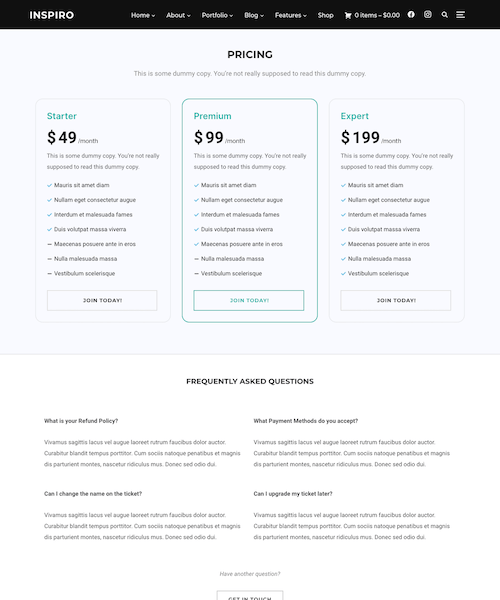 INSPIRO
Home About Portfolio Blog Features Shop 0 items – $0.00
PRICING
This is some dummy copy. You're not really supposed to read this dummy copy.
Starter
$ 49 /month
This is some dummy copy. You're not really
supposed to read this dummy copy.
Mauris sit amet diam
Nullam eget consectetur augue
Interdum et malesuada fames
Duis volutpat massa viverra
Maecenas posuere ante in eros
Nulla malesuada massa
Vestibulum scelerisque
JOIN TODAY!
Premium
$ 99 /month
This is some dummy copy. You're not really
supposed to read this dummy copy.
Mauris sit amet diam
Nullam eget consectetur augue
Interdum et malesuada fames
Duis volutpat massa viverra
Maecenas posuere ante in eros
Nulla malesuada massa
Vestibulum scelerisque
JOIN TODAY!
Expert
$ 199 /month
This is some dummy copy. You're not really
supposed to read this dummy copy.
Mauris sit amet diam
Nullam eget consectetur augue
Interdum et malesuada fames
Duis volutpat massa viverra
Maecenas posuere ante in eros
Nulla malesuada massa
Vestibulum scelerisque
JOIN TODAY!
FREQUENTLY ASKED QUESTIONS
What is your Refund Policy?
Vivamus sagittis lacus vel augue laoreet rutrum faucibus dolor auctor.
Curabitur blandit tempus porttitor. Cum sociis natoque penatibus et magnis
dis parturient montes, nascetur ridiculus mus. Donec sed odio dui.
What Payment Methods do you accept?
Vivamus sagittis lacus vel augue laoreet rutrum faucibus dolor auctor.
Curabitur blandit tempus porttitor. Cum sociis natoque penatibus et magnis
dis parturient montes, nascetur ridiculus mus. Donec sed odio dui.
Can I change the name on the ticket?
Vivamus sagittis lacus vel augue laoreet rutrum faucibus dolor auctor.
Curabitur blandit tempus porttitor. Cum sociis natoque penatibus et magnis
dis parturient montes, nascetur ridiculus mus. Donec sed odio dui.
Can I upgrade my ticket later?
Vivamus sagittis lacus vel augue laoreet rutrum faucibus dolor auctor.
Curabitur blandit tempus porttitor. Cum sociis natoque penatibus et magnis
dis parturient montes, nascetur ridiculus mus. Donec sed odio dui.
Have another question?
GET IN TOUCH